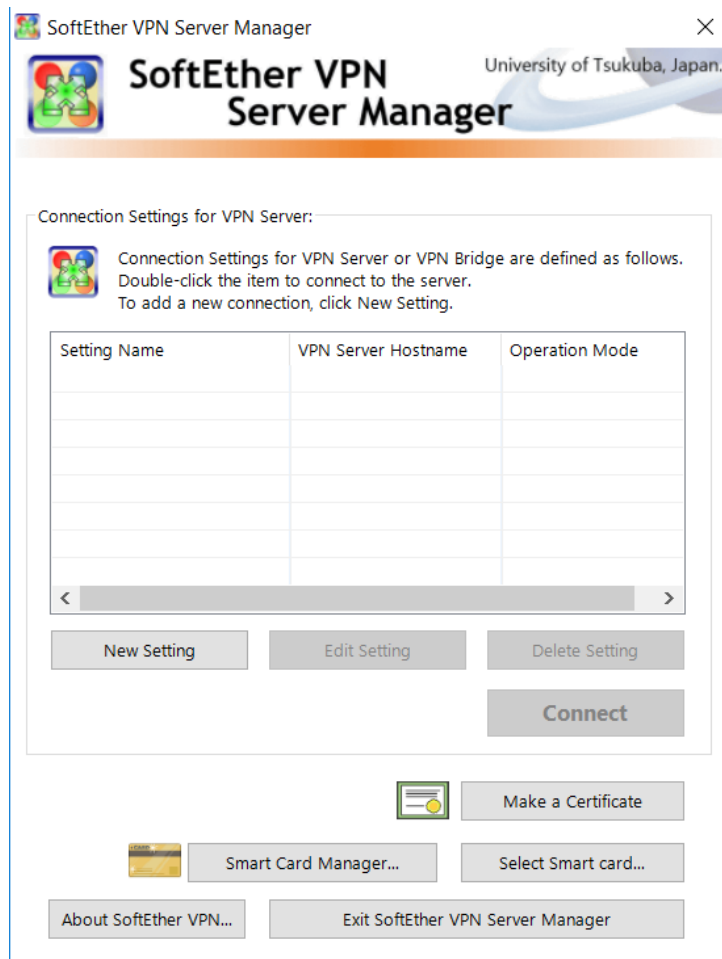 SoftEther VPN Server Manager
SoftEther VPN
Server Manager
University of Tsukuba, Japan.
Connection Settings for VPN Server:
Connection Settings for VPN Server or VPN Bridge are defined as follows.
Double-click the item to connect to the server.
To add a new connection, click New Setting.
Setting Name VPN Server Hostname Operation Mode
New Setting Edit Setting Delete Setting
Connect
Make a Certificate
Smart Card Manager... Select Smart card...
About SoftEther VPN... Exit SoftEther VPN Server Manager